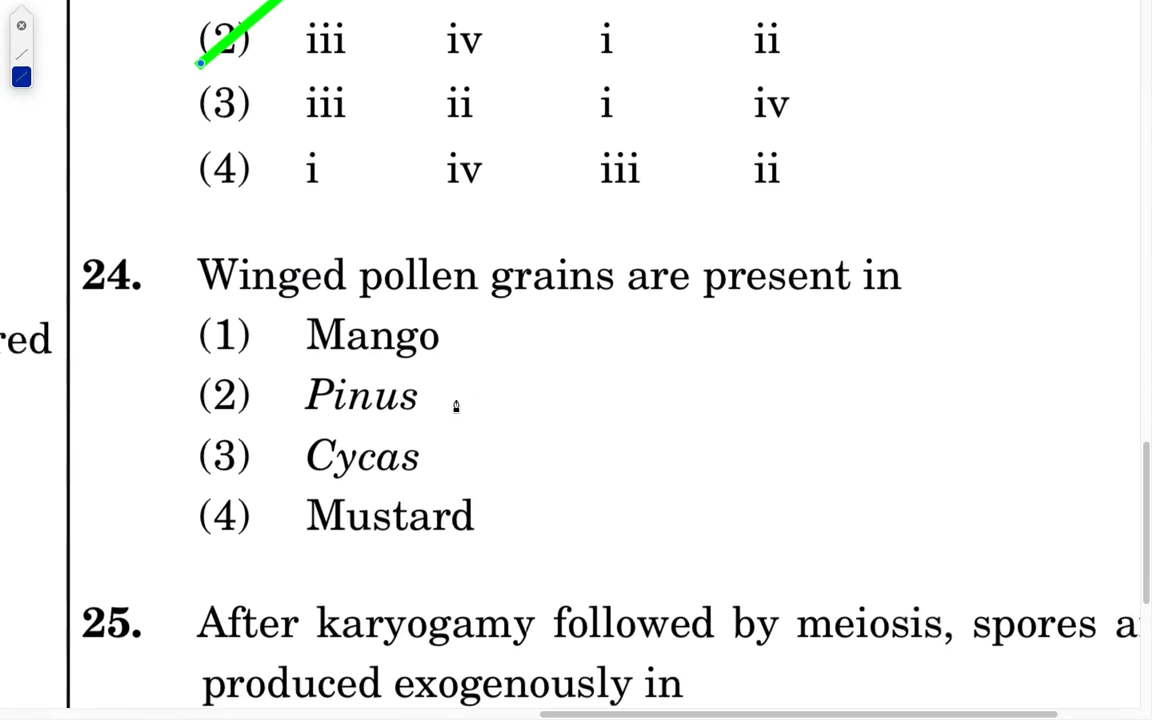 (2) iii iv i ii
(3) iii ii i iv
(4) i iv iii ii
24. Winged pollen grains are present in
red
(1) Mango
(2) Pinus
(3) Cycas
(4) Mustard
25. After karyogamy followed by meiosis, spores a
produced exogenously in